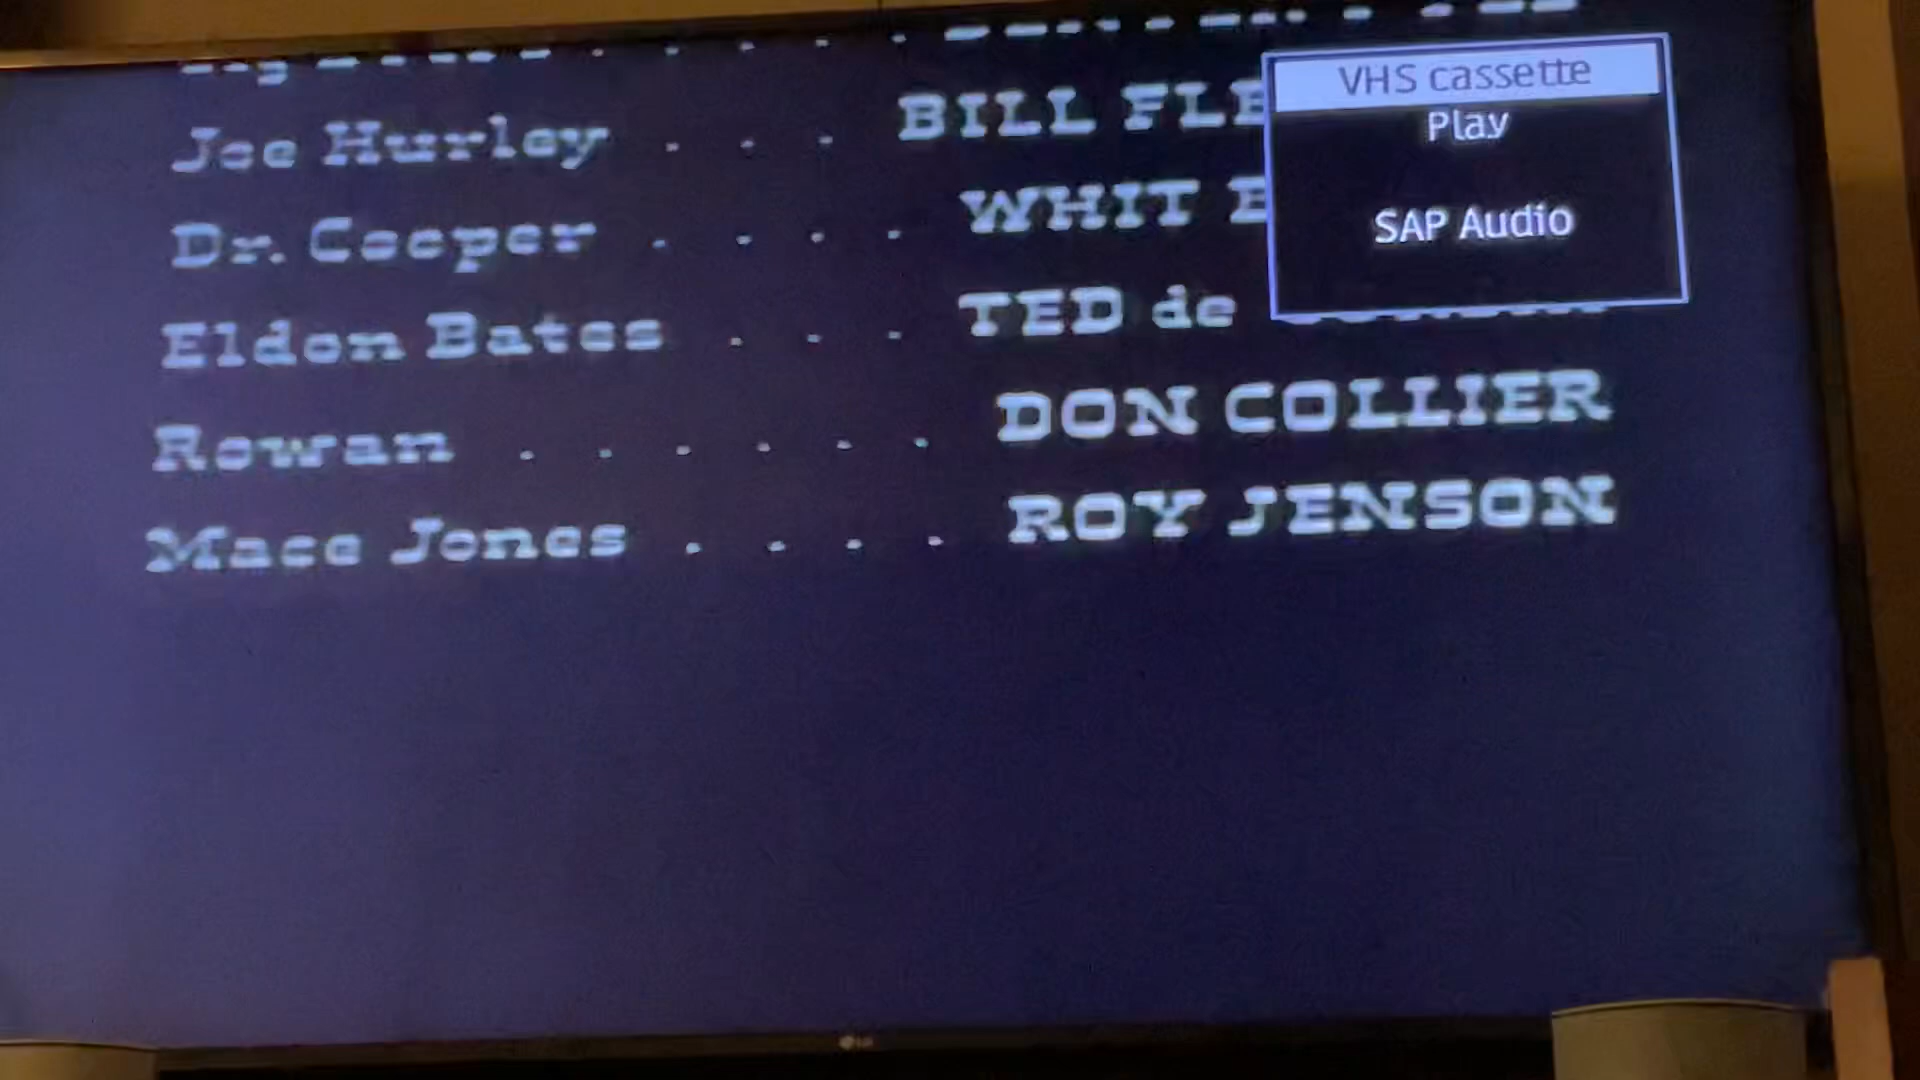 Joe Hurley . . . BILL FLE
Dr. Cooper . . . . WHIT
Eldon Bates . . . TED de
Rowan . . . . . . DON COLLIER
Mace Jones . . . . ROY JENSON
VHS cassette
Play
SAP Audio
LG